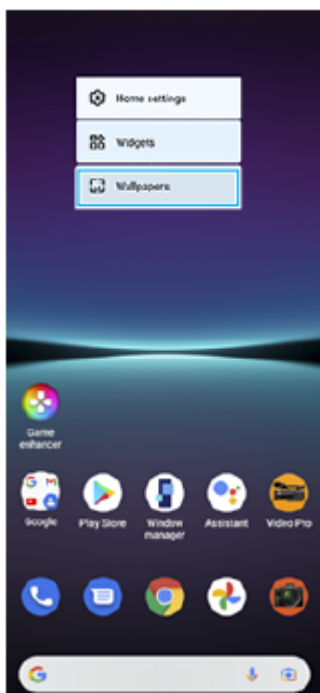 Home settings
Widgets
Wallpapers
Game
enhancer
Google
Play Store
Window
manager
Assistant
Video Pro